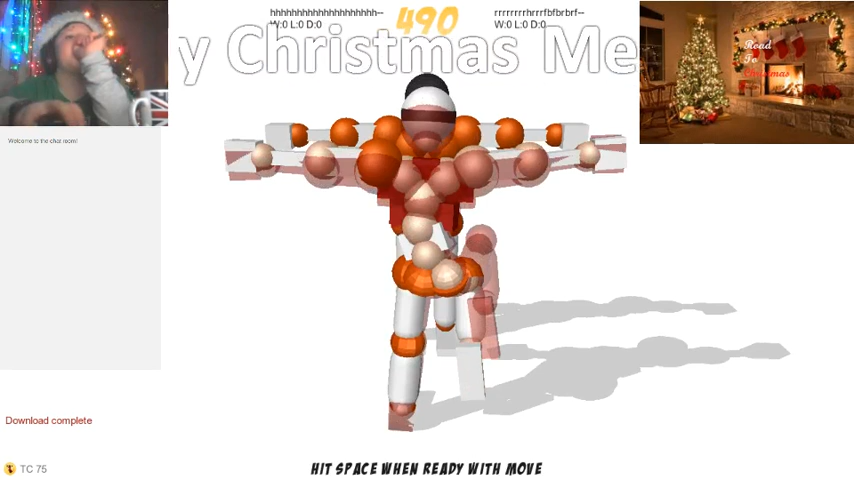 hhhhhhhhhhhhhhhhhhhh--
W:0 L:0 D:0
490
rrrrrrrrhrrrfbfbrbrf--
W:0 L:0 D:0
y Christmas Me
Road
To
Christmas
Welcome to the chat room!
Download complete
TC 75
HIT SPACE WHEN READY WITH MOVE